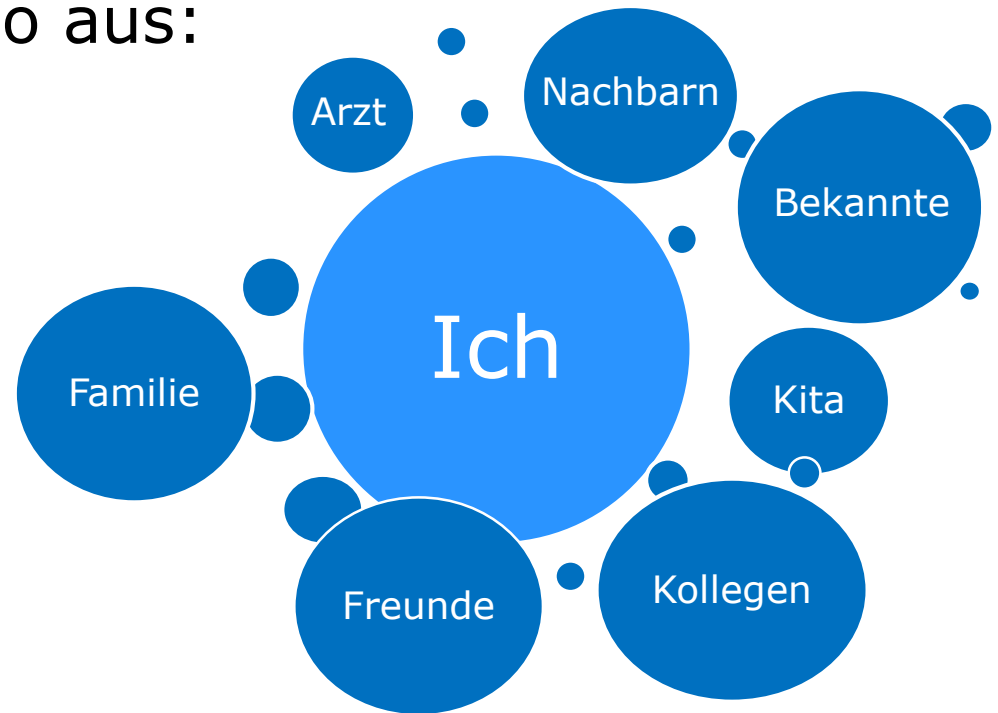 o aus:
Arzt
Nachbarn
Bekannte
Ich
Familie
Kita
Freunde
Kollegen